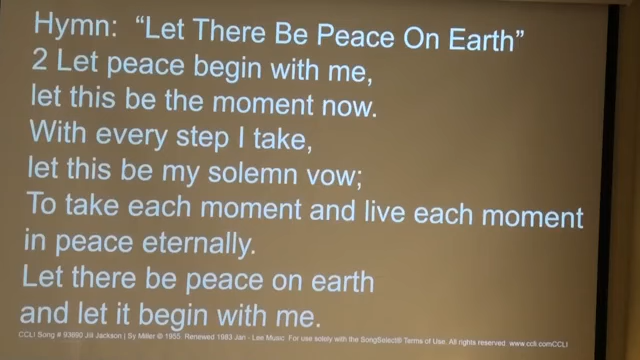 Hymn: “Let There Be Peace On Earth”
2 Let peace begin with me,
let this be the moment now.
With every step I take,
let this be my solemn vow;
To take each moment and live each moment
in peace eternally.
Let there be peace on earth
and let it begin with me.
CCLI Song # 93690 Jill Jackson | Sy Miller © 1955. Renewed 1983 Jan - Lee Music For use solely with the SongSelect® Terms of Use. All rights reserved. www.ccli.comCCLI